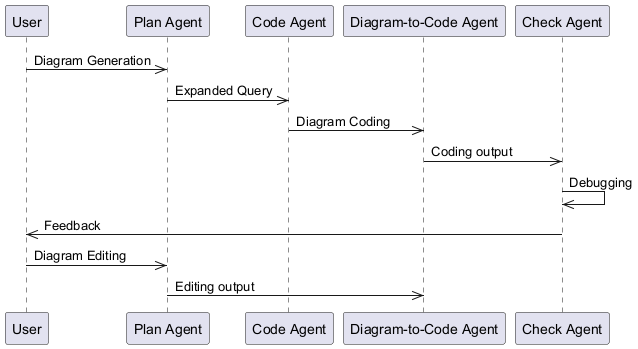 User
Plan Agent
Code Agent
Diagram-to-Code Agent
Check Agent
Diagram Generation
Expanded Query
Diagram Coding
Coding output
Debugging
Feedback
Diagram Editing
Editing output
User
Plan Agent
Code Agent
Diagram-to-Code Agent
Check Agent